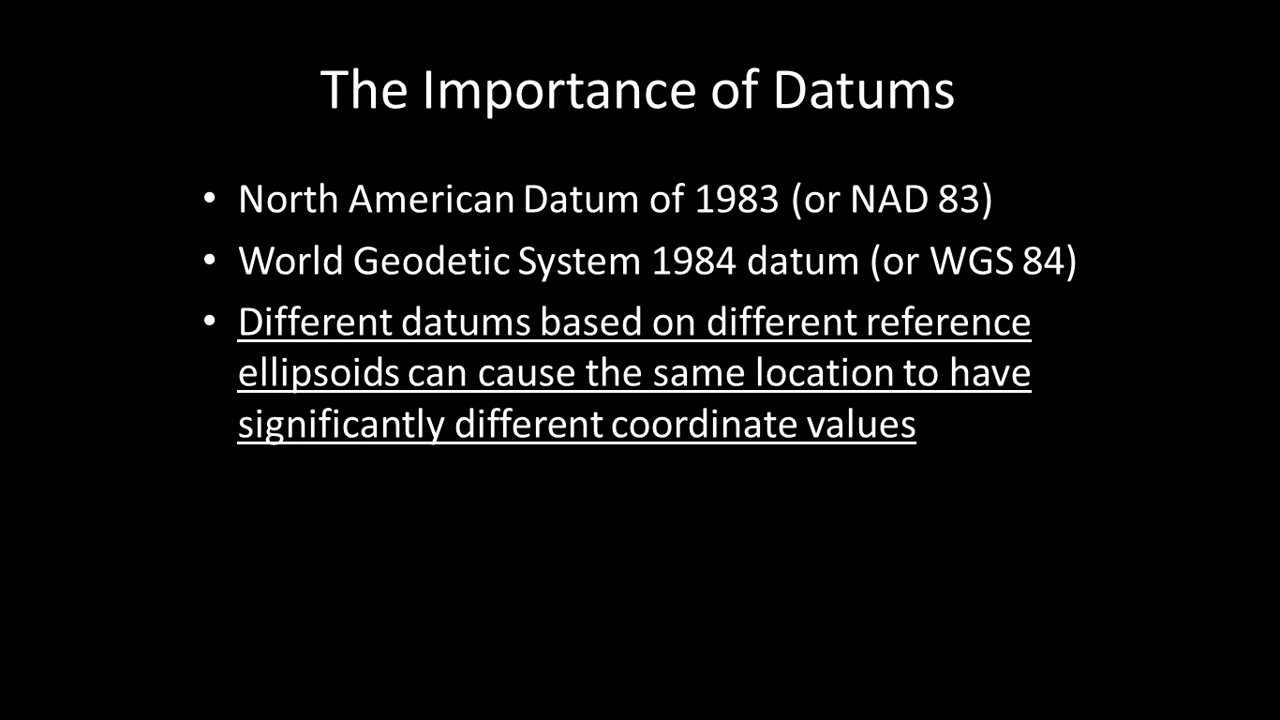 The Importance of Datums
• North American Datum of 1983 (or NAD 83)
• World Geodetic System 1984 datum (or WGS 84)
• Different datums based on different reference
ellipsoids can cause the same location to have
significantly different coordinate values